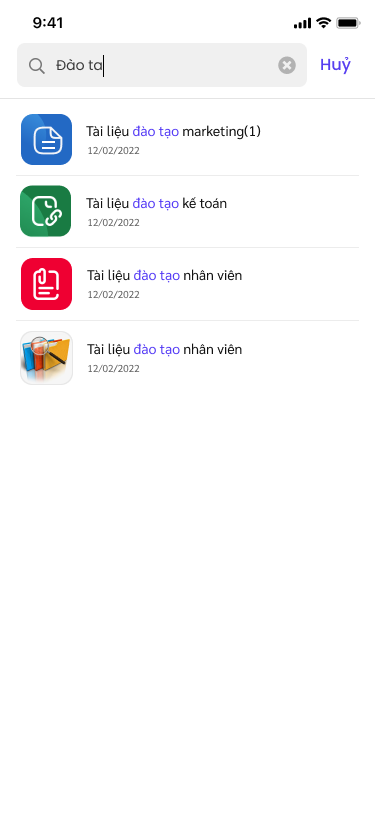 9:41
Đào ta
Huỷ
Tài liệu đào tạo marketing(1)
12/02/2022
Tài liệu đào tạo kế toán
12/02/2022
Tài liệu đào tạo nhân viên
12/02/2022
Tài liệu đào tạo nhân viên
12/02/2022